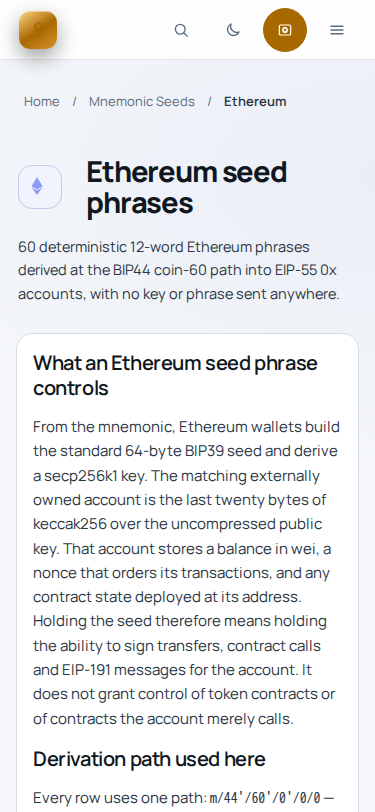 Home / Mnemonic Seeds / Ethereum
Ethereum seed
phrases
60 deterministic 12-word Ethereum phrases
derived at the BIP44 coin-60 path into EIP-55 0x
accounts, with no key or phrase sent anywhere.
What an Ethereum seed phrase
controls
From the mnemonic, Ethereum wallets build
the standard 64-byte BIP39 seed and derive
a secp256k1 key. The matching externally
owned account is the last twenty bytes of
keccak256 over the uncompressed public
key. That account stores a balance in wei, a
nonce that orders its transactions, and any
contract state deployed at its address.
Holding the seed therefore means holding
the ability to sign transfers, contract calls
and EIP-191 messages for the account. It
does not grant control of token contracts or
of contracts the account merely calls.
Derivation path used here
Every row uses one path: m/44'/60'/0'/0/0 —